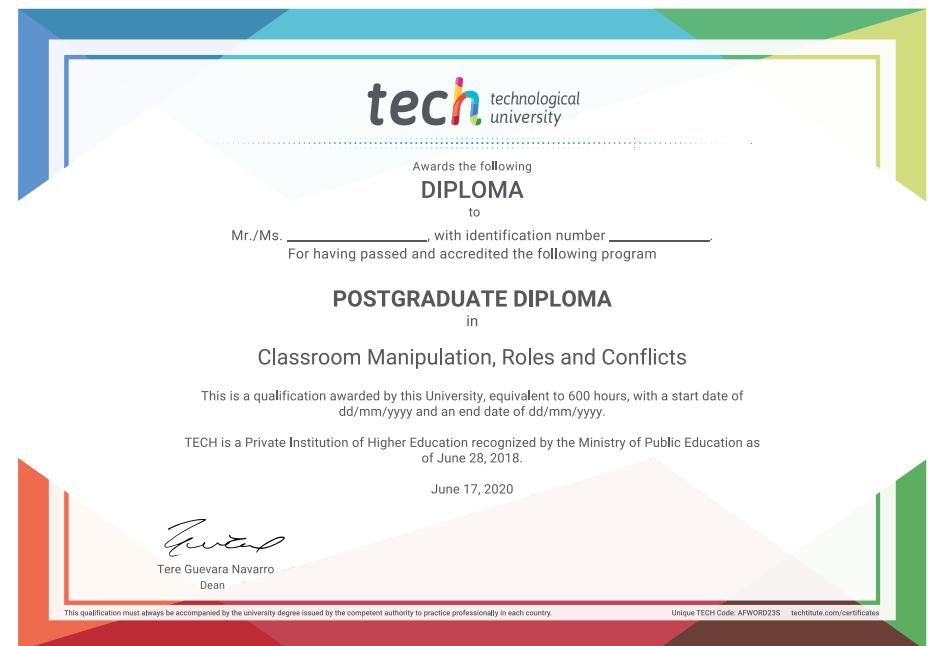 tech technological
university
Awards the following
DIPLOMA
to
Mr./Ms. ____________________, with identification number ______________.
For having passed and accredited the following program
POSTGRADUATE DIPLOMA
in
Classroom Manipulation, Roles and Conflicts
This is a qualification awarded by this University, equivalent to 600 hours, with a start date of
dd/mm/yyyy and an end date of dd/mm/yyyy.
TECH is a Private Institution of Higher Education recognized by the Ministry of Public Education as
of June 28, 2018.
June 17, 2020
Tere Guevara Navarro
Dean
This qualification must always be accompanied by the university degree issued by the competent authority to practice professionally in each country. Unique TECH Code: AFWORD23S techtitute.com/certificates